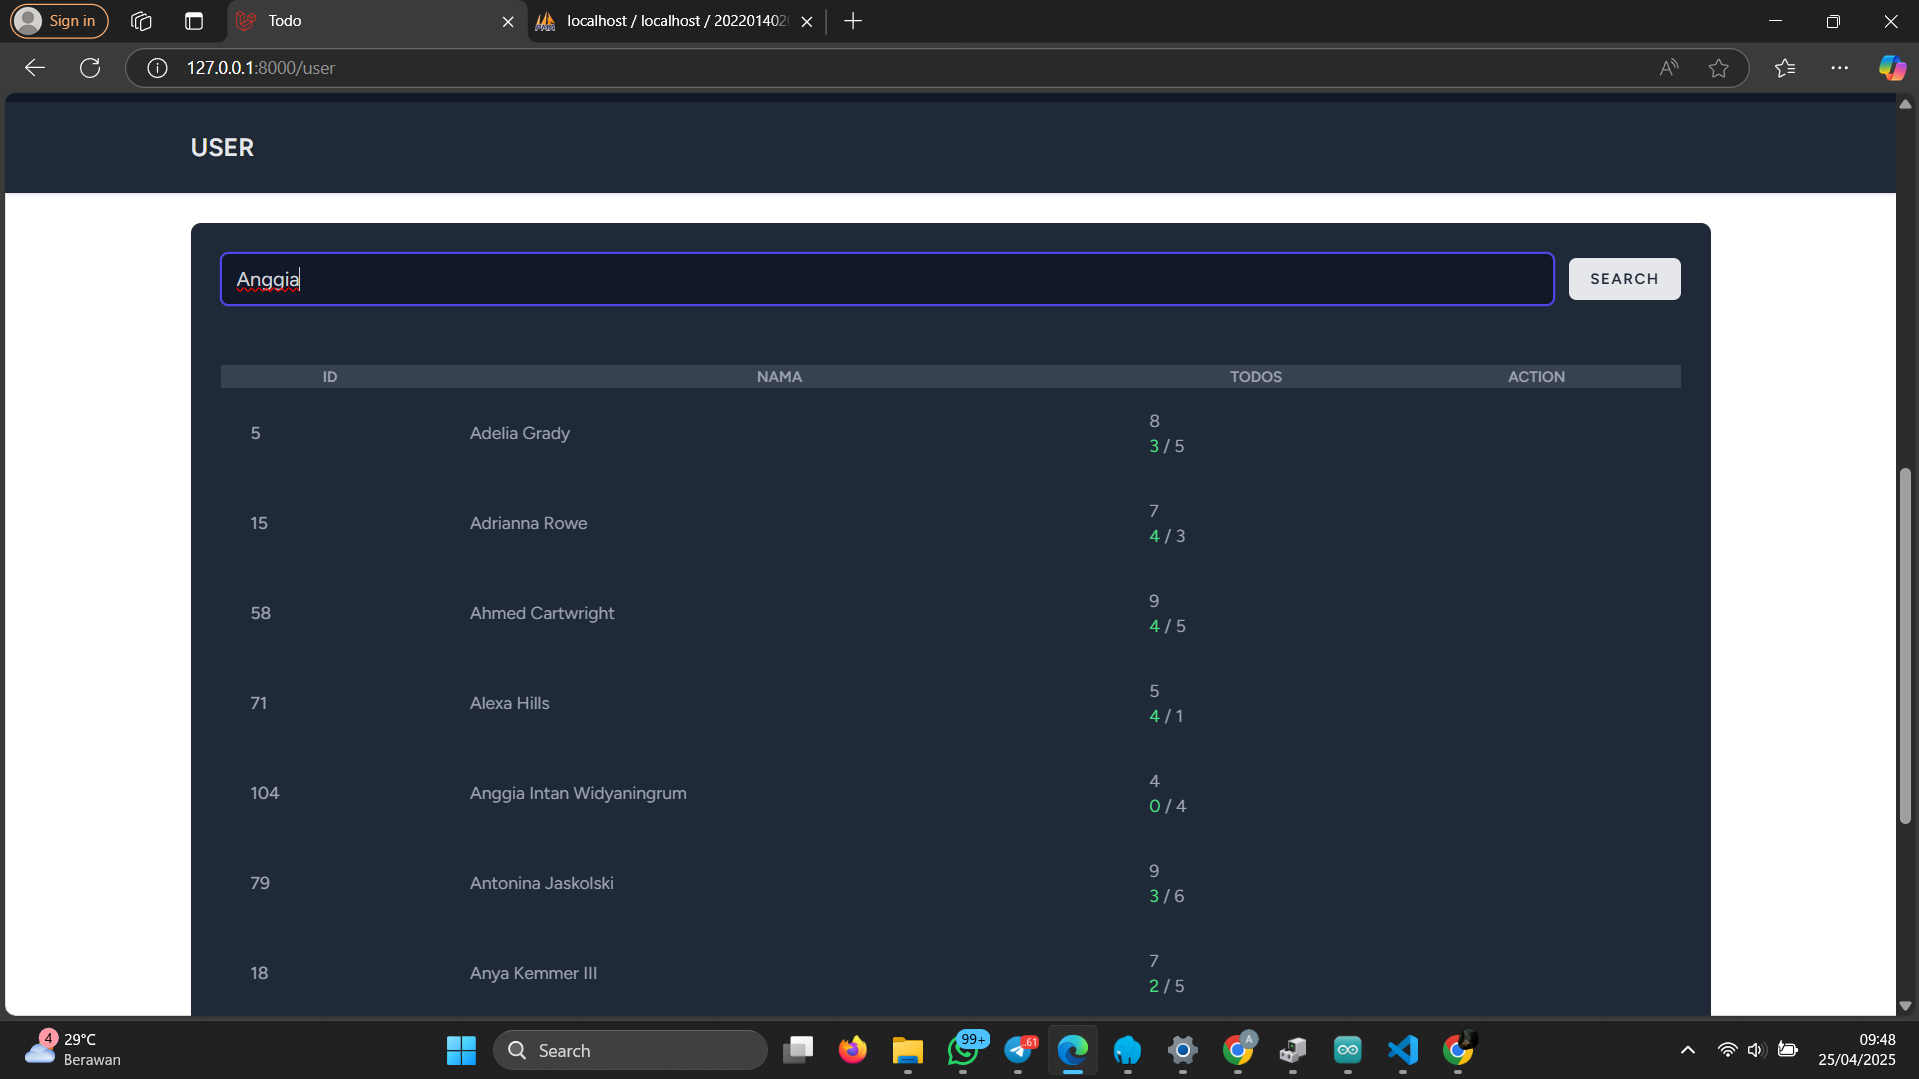 Sign in
Todo
localhost / localhost / 202201402
127.0.0.1:8000/user
USER
Anggia
SEARCH
ID NAMA TODOS ACTION
5 Adelia Grady 8
3 / 5
15 Adrianna Rowe 7
4 / 3
58 Ahmed Cartwright 9
4 / 5
71 Alexa Hills 5
4 / 1
104 Anggia Intan Widyaningrum 4
0 / 4
79 Antonina Jaskolski 9
3 / 6
18 Anya Kemmer III 7
2 / 5
4
29°C
Berawan
Search
99+
.61
A
09:48
25/04/2025